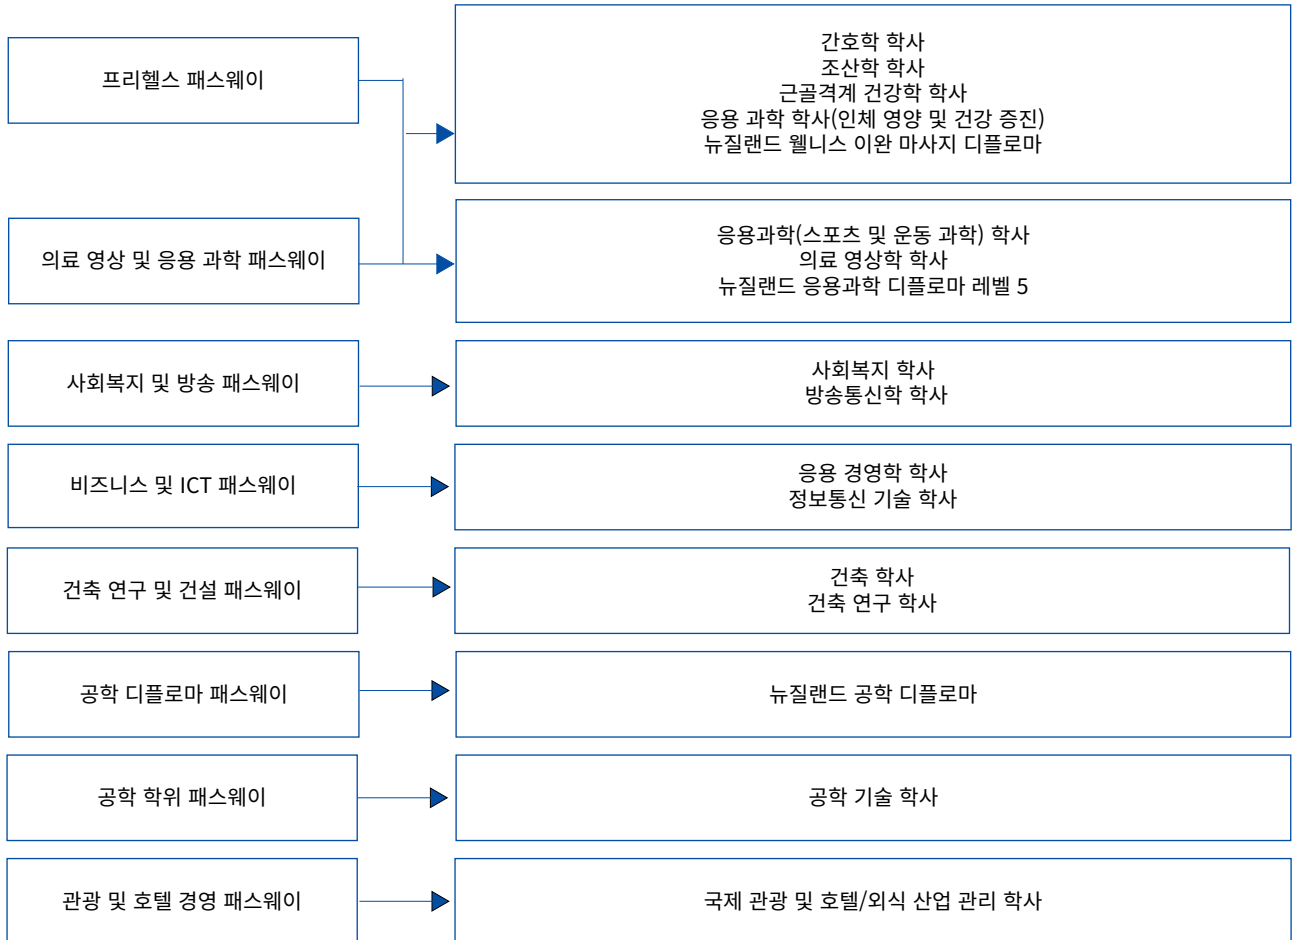 프리헬스 패스웨이
간호학 학사
조산학 학사
근골격계 건강학 학사
응용 과학 학사(인체 영양 및 건강 증진)
뉴질랜드 웰니스 이완 마사지 디플로마
의료 영상 및 응용 과학 패스웨이
응용과학(스포츠 및 운동 과학) 학사
의료 영상학 학사
뉴질랜드 응용과학 디플로마 레벨 5
사회복지 및 방송 패스웨이
사회복지 학사
방송통신학 학사
비즈니스 및 ICT 패스웨이
응용 경영학 학사
정보통신 기술 학사
건축 연구 및 건설 패스웨이
건축 학사
건축 연구 학사
공학 디플로마 패스웨이
뉴질랜드 공학 디플로마
공학 학위 패스웨이
공학 기술 학사
관광 및 호텔 경영 패스웨이
국제 관광 및 호텔/외식 산업 관리 학사